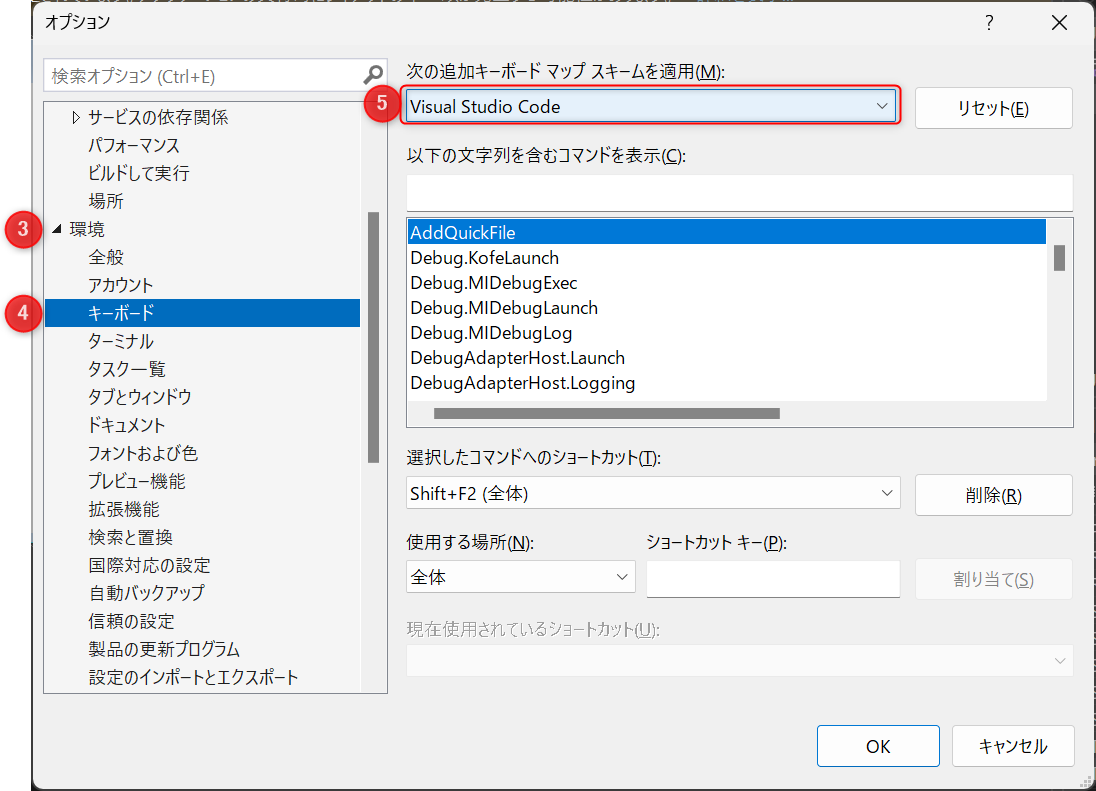 オプション
?
検索オプション (Ctrl+E)
サービスの依存関係
パフォーマンス
ビルドして実行
場所
3
環境
全般
アカウント
4
キーボード
ターミナル
タスク一覧
タブとウィンドウ
ドキュメント
フォントおよび色
プレビュー機能
拡張機能
検索と置換
国際対応の設定
自動バックアップ
信頼の設定
製品の更新プログラム
設定のインポートとエクスポート
次の追加キーボード マップ スキームを適用(M):
5
Visual Studio Code
リセット(E)
以下の文字列を含むコマンドを表示(C):
AddQuickFile
Debug.KofeLaunch
Debug.MIDebugExec
Debug.MIDebugLaunch
Debug.MIDebugLog
DebugAdapterHost.Launch
DebugAdapterHost.Logging
選択したコマンドへのショートカット(T):
Shift+F2 (全体)
削除(R)
使用する場所(N):
ショートカット キー(P):
全体
割り当て(S)
現在使用されているショートカット(U):
OK
キャンセル